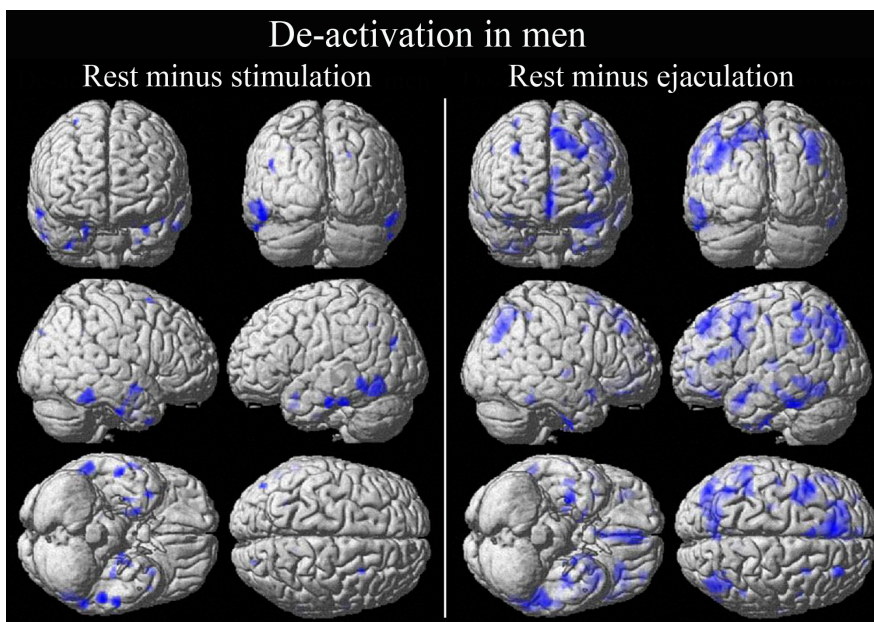 De-activation in men
Rest minus stimulation
Rest minus ejaculation